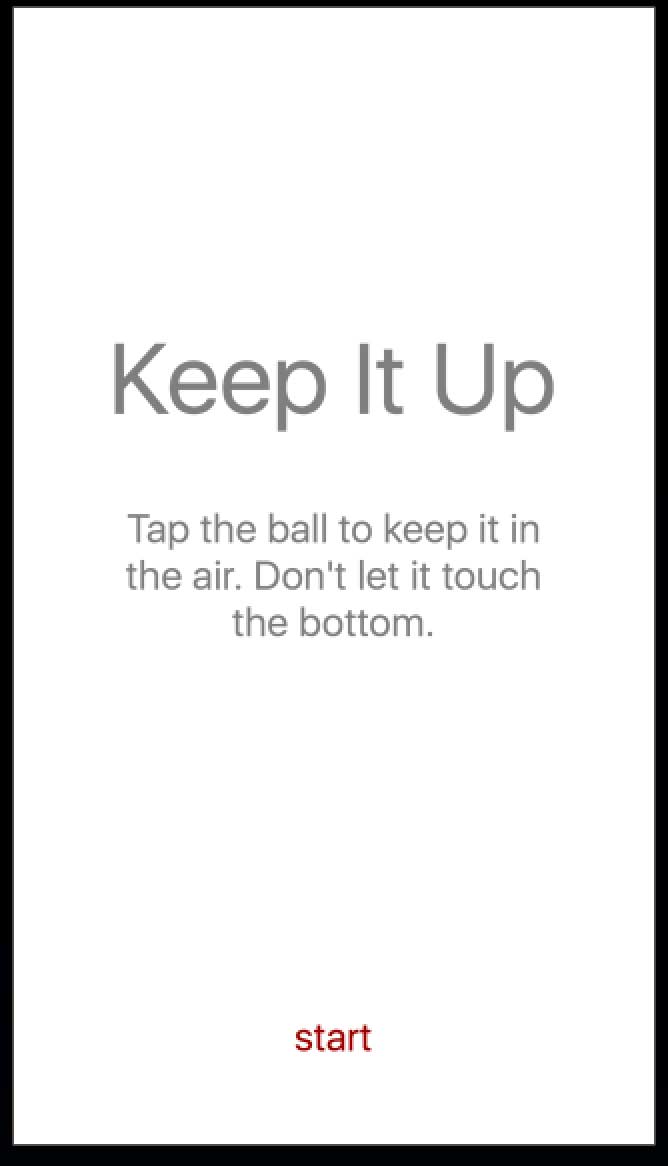 Keep It Up
Tap the ball to keep it in
the air. Don't let it touch
the bottom.
start